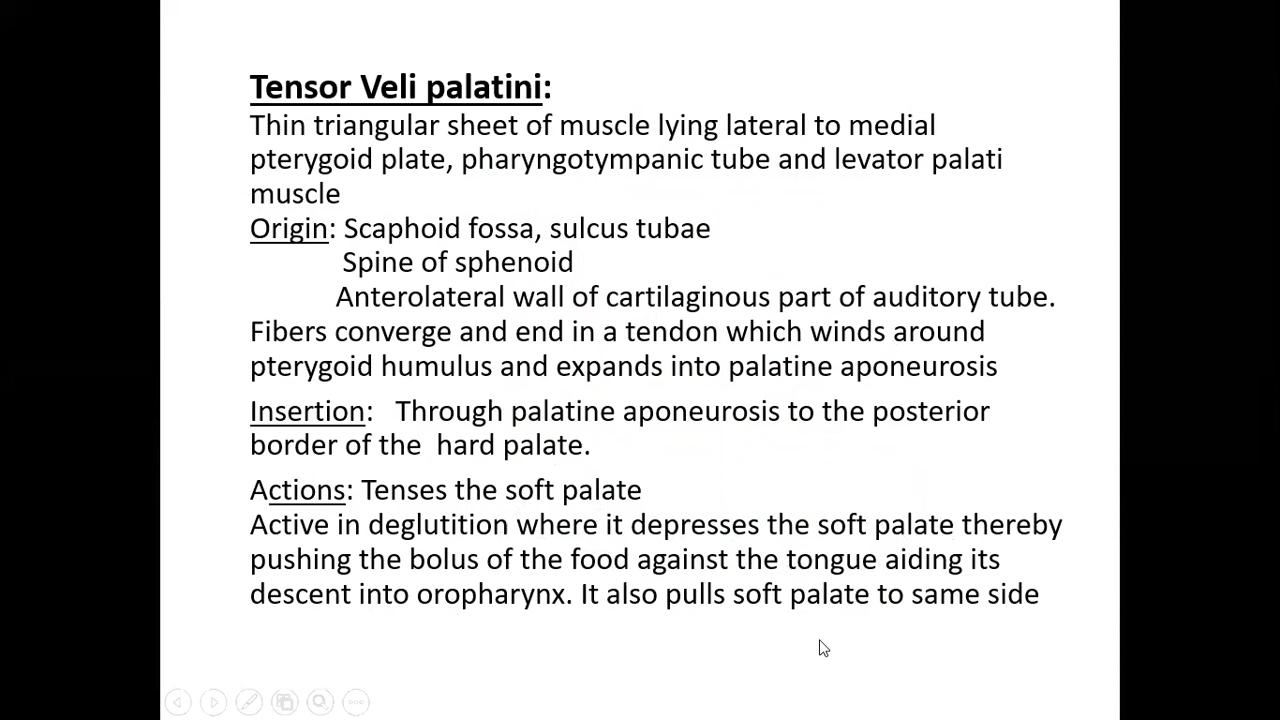 Tensor Veli palatini:
Thin triangular sheet of muscle lying lateral to medial
pterygoid plate, pharyngotympanic tube and levator palati
muscle
Origin: Scaphoid fossa, sulcus tubae
Spine of sphenoid
Anterolateral wall of cartilaginous part of auditory tube.
Fibers converge and end in a tendon which winds around
pterygoid humulus and expands into palatine aponeurosis
Insertion: Through palatine aponeurosis to the posterior
border of the hard palate.
Actions: Tenses the soft palate
Active in deglutition where it depresses the soft palate thereby
pushing the bolus of the food against the tongue aiding its
descent into oropharynx. It also pulls soft palate to same side